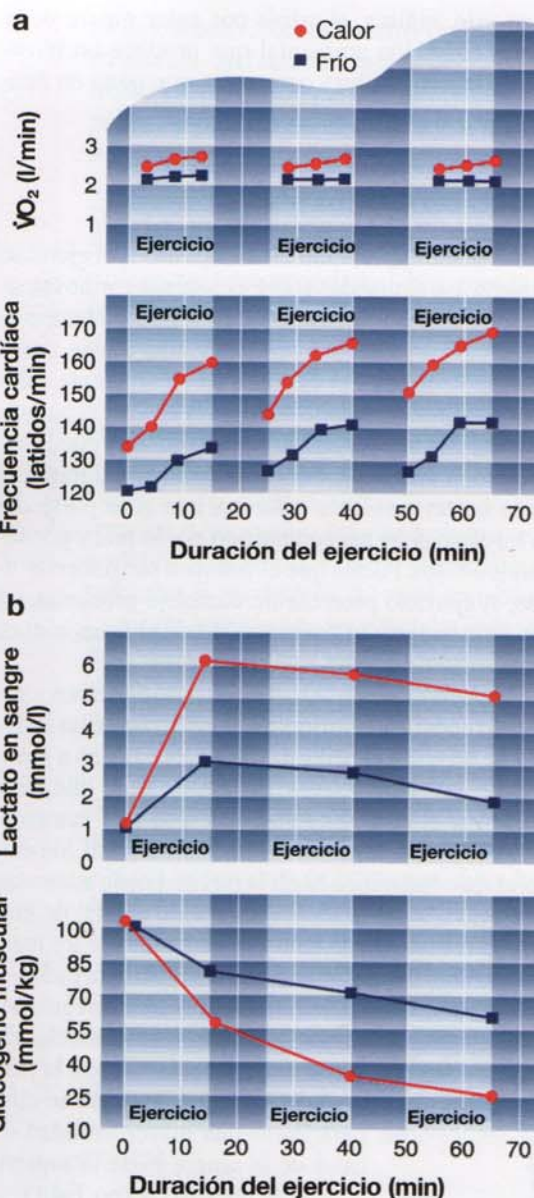 a
Calor
Frío
V̇O₂ (l/min)
3
2
1
Ejercicio Ejercicio Ejercicio
Frecuencia cardíaca
(latidos/min)
Ejercicio Ejercicio Ejercicio
170
160
150
140
130
120
0 10 20 30 40 50 60 70
Duración del ejercicio (min)
b
Lactato en sangre
(mmol/l)
6
5
4
3
2
1
0
Ejercicio Ejercicio Ejercicio
Glucógeno muscular
(mmol/kg)
100
85
70
55
40
25
10
Ejercicio Ejercicio Ejercicio
0 10 20 30 40 50 60 70
Duración del ejercicio (min)